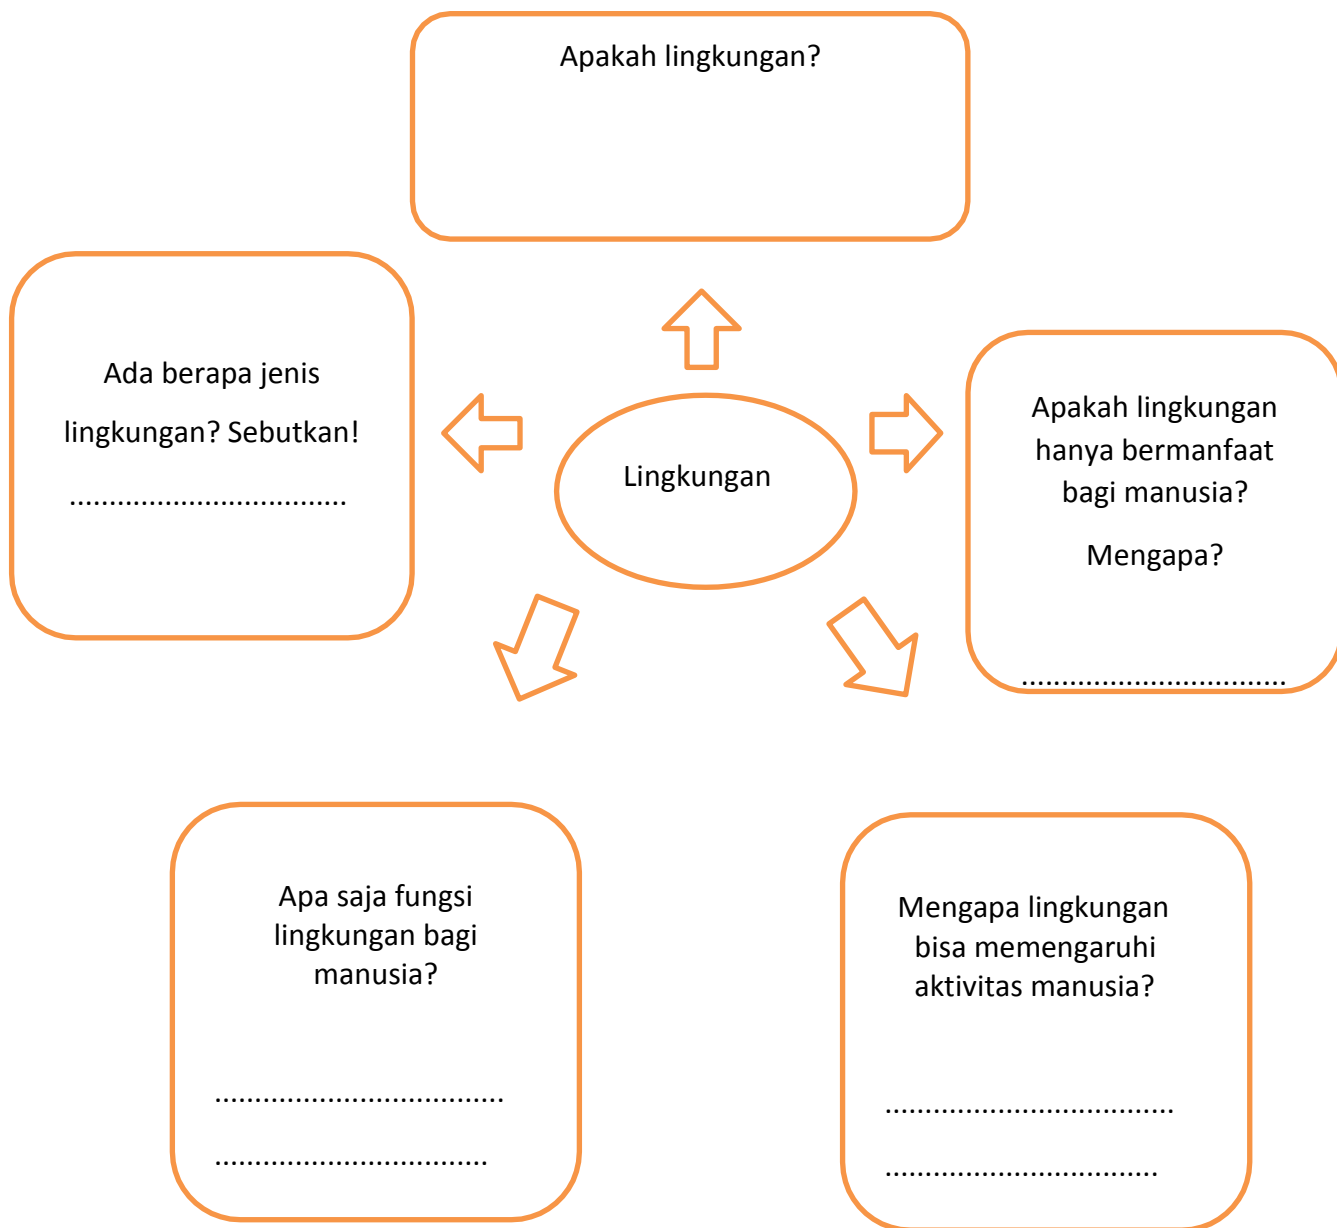 Apakah lingkungan?
Ada berapa jenis
lingkungan? Sebutkan!
..................................
Lingkungan
Apakah lingkungan
hanya bermanfaat
bagi manusia?
Mengapa?
.................................
Apa saja fungsi
lingkungan bagi
manusia?
....................................
..................................
Mengapa lingkungan
bisa memengaruhi
aktivitas manusia?
....................................
..................................